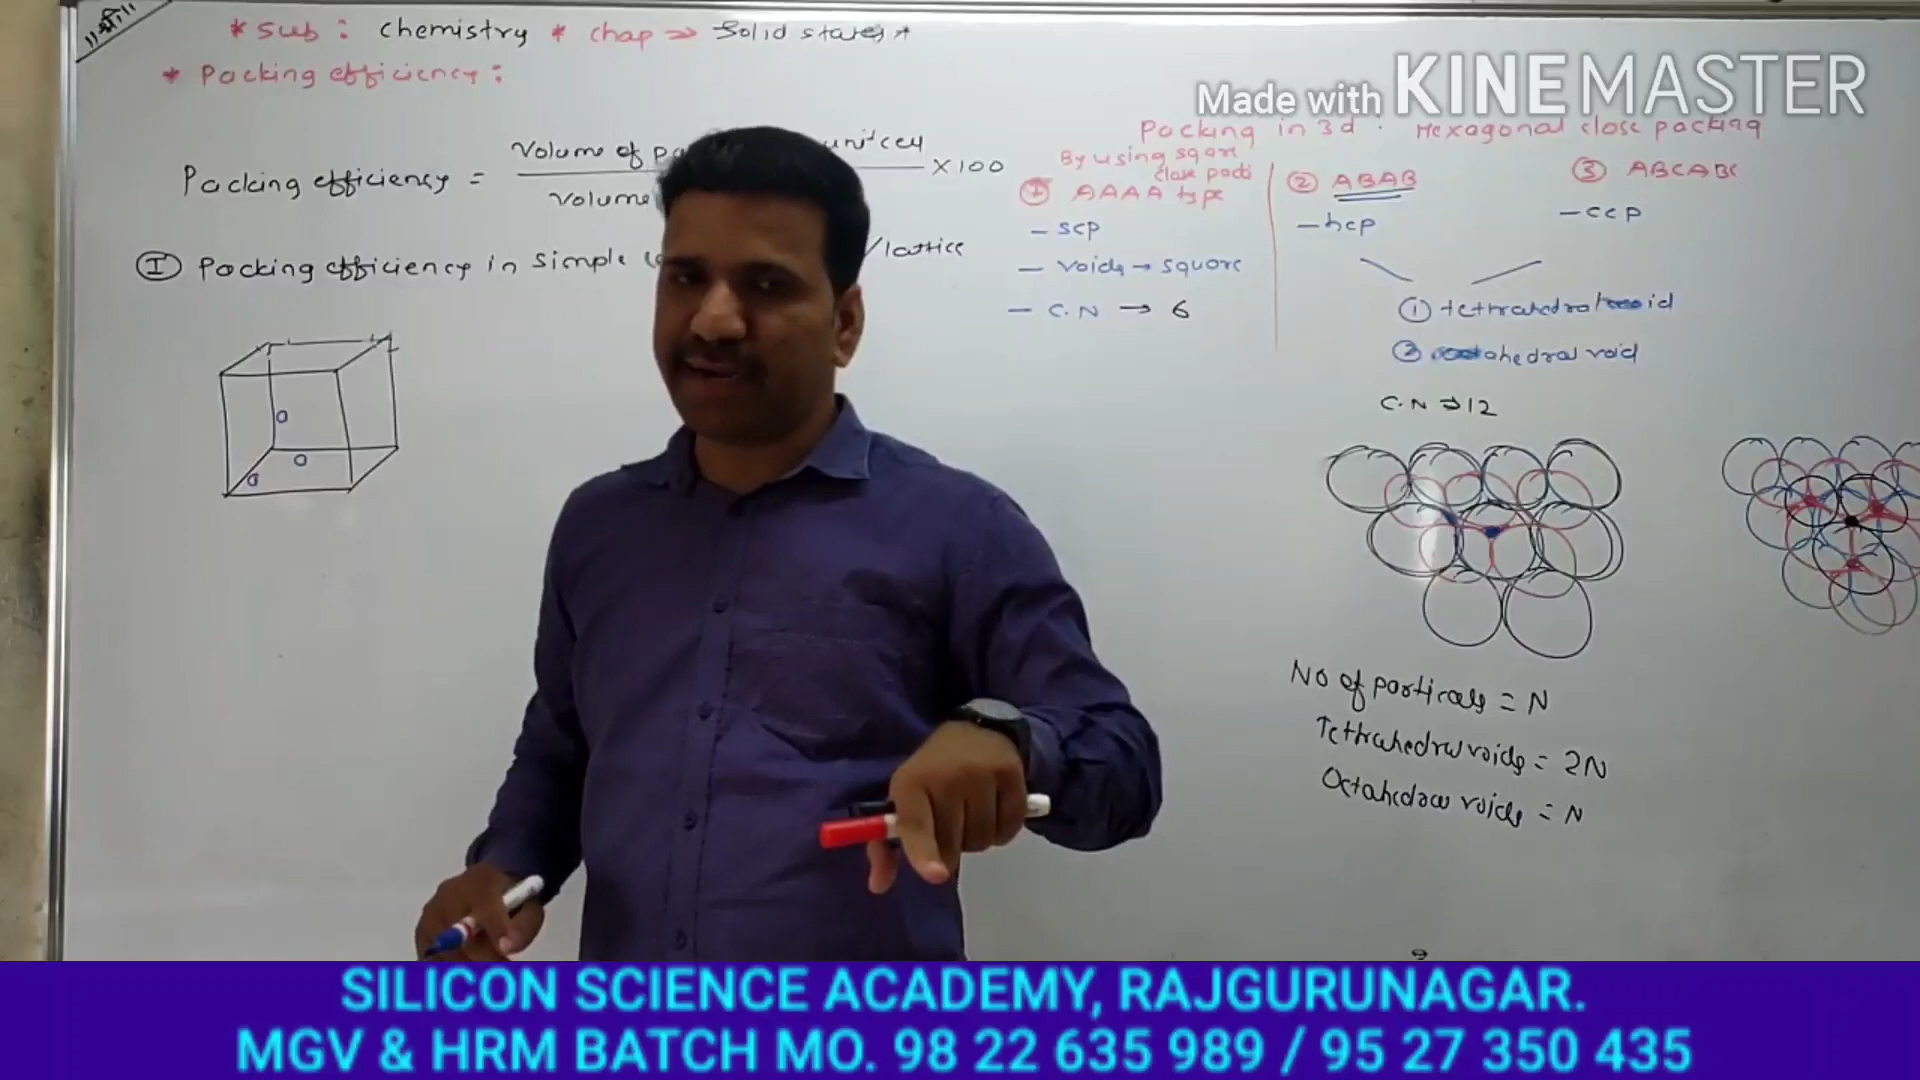 ॥श्री॥
* Sub : chemistry * chap ⇒ Solid states *
* Packing efficiency :
Packing efficiency = Volume of unit cell × 100
Volume
Ⅰ Packing efficiency in simple /lattice
a
a
a
Made with KINEMASTER
Packing in 3d : Hexagonal close packing
By using sqare
close pack
① AAAA type
- scp
- Voids → square
- C.N → 6
② ABAB
- hcp
③ ABCABC
- ccp
① tetrahedral void
② octahedral void
C.N ⇒ 12
No of particals = N
Tetrahedral voids = 2N
Octahedral voids = N
SILICON SCIENCE ACADEMY, RAJGURUNAGAR.
MGV & HRM BATCH MO. 98 22 635 989 / 95 27 350 435